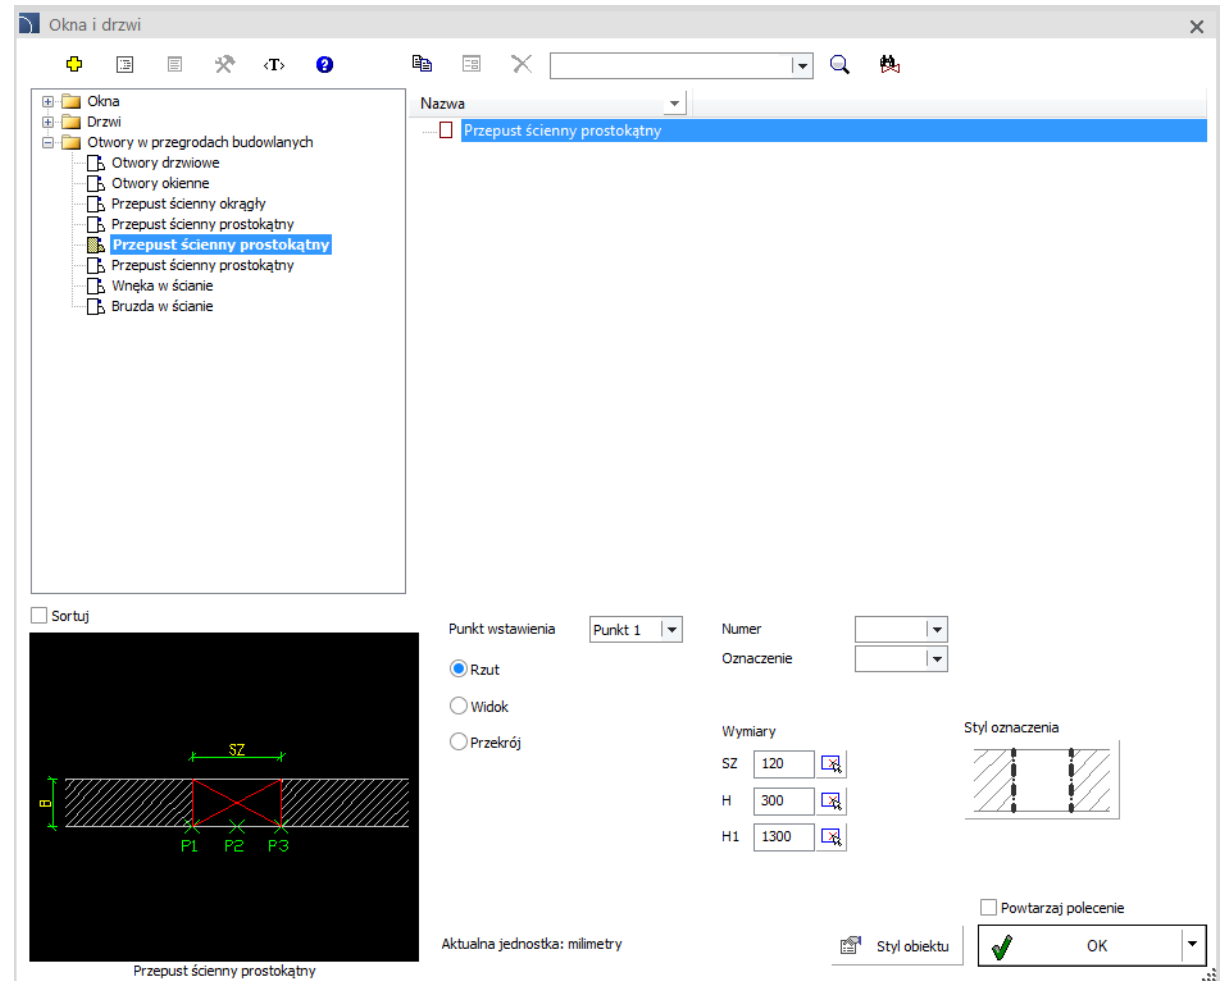 Okna i drzwi
<T>
?
Okna
Drzwi
Otwory w przegrodach budowlanych
Otwory drzwiowe
Otwory okienne
Przepust ścienny okrągły
Przepust ścienny prostokątny
Przepust ścienny prostokątny
Przepust ścienny prostokątny
Wnęka w ścianie
Bruzda w ścianie
Nazwa
Przepust ścienny prostokątny
Sortuj
SZ
B
P1 P2 P3
Przepust ścienny prostokątny
Punkt wstawienia Punkt 1
Rzut
Widok
Przekrój
Numer
Oznaczenie
Wymiary
SZ 120
H 300
H1 1300
Styl oznaczenia
Powtarzaj polecenie
Aktualna jednostka: milimetry
Styl obiektu
OK